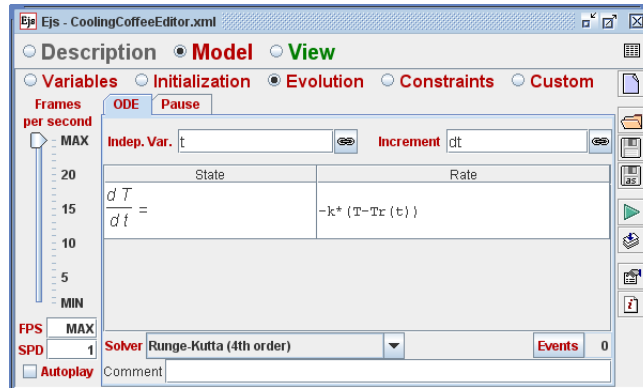 Ejs Ejs - CoolingCoffeeEditor.xml
Description Model View
Variables Initialization Evolution Constraints Custom
Frames per second
ODE Pause
MAX
Indep. Var. t Increment dt
20
State Rate
15
d T
d t =
-k*(T-Tr(t))
10
5
MIN
FPS MAX
SPD 1
Solver Runge-Kutta (4th order) Events 0
Autoplay Comment
as
i